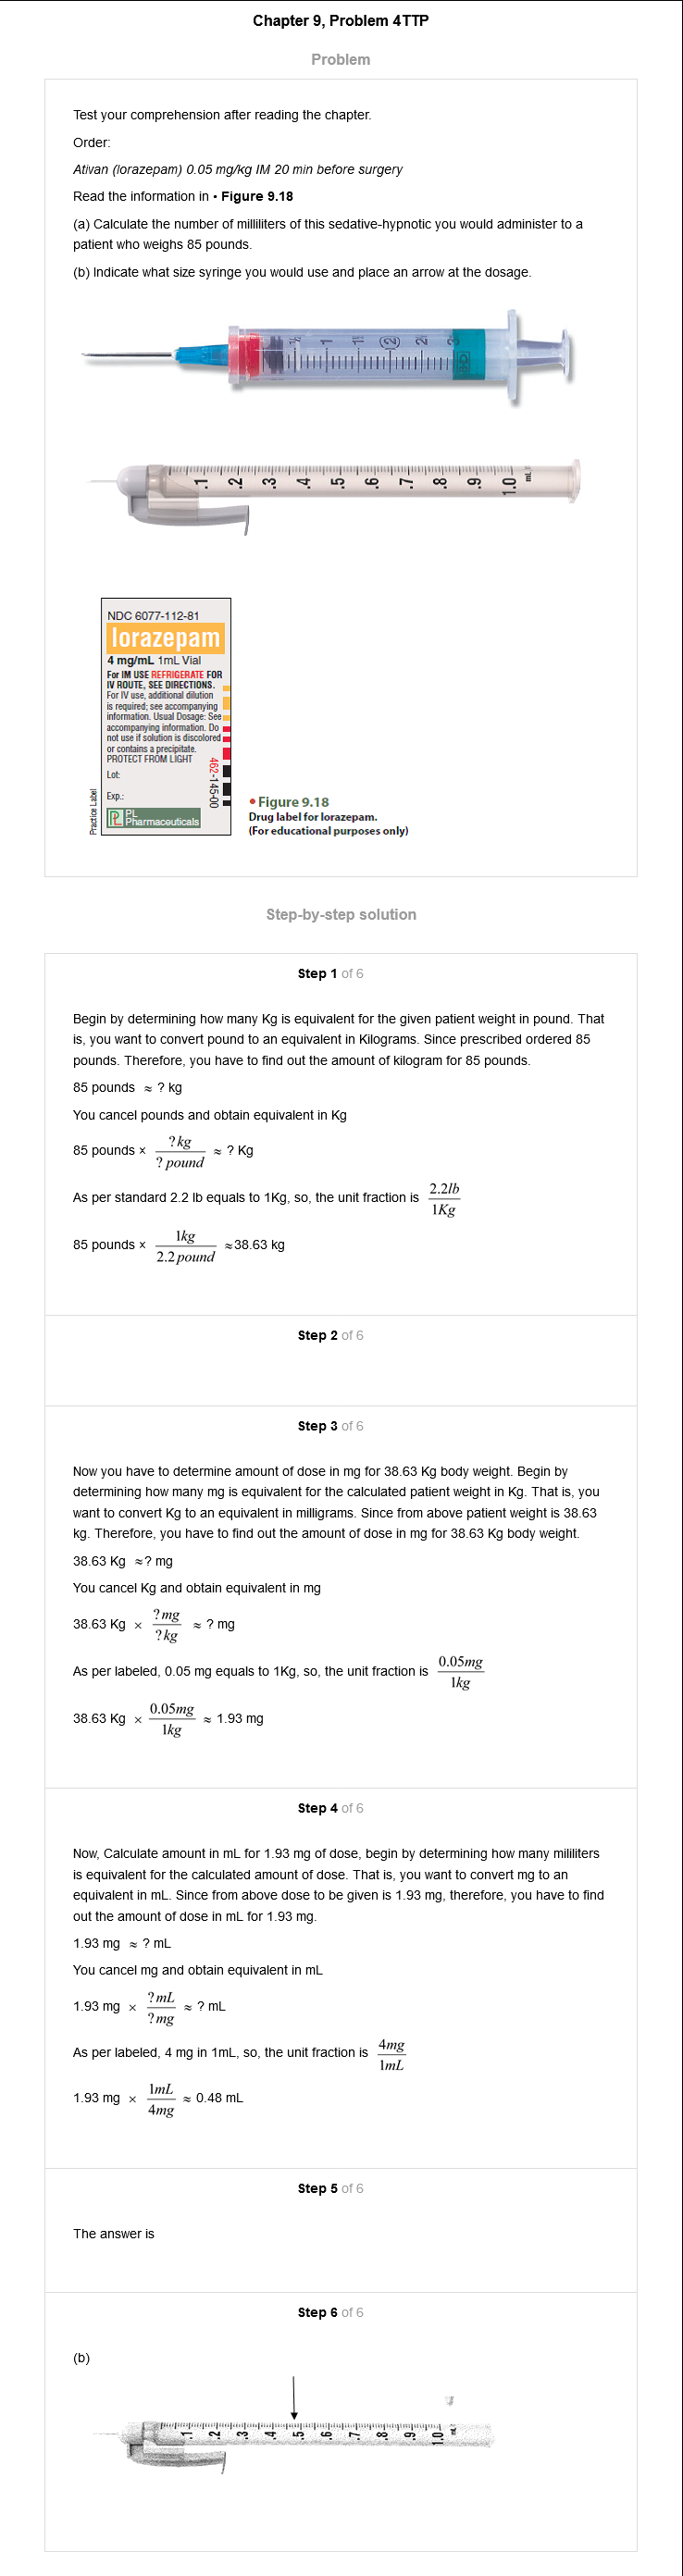 Chapter 9, Problem 4TTP
Problem
Test your comprehension after reading the chapter.
Order:
Ativan (lorazepam) 0.05 mg/kg IM 20 min before surgery
Read the information in • Figure 9.18
(a) Calculate the number of milliliters of this sedative-hypnotic you would administer to a
patient who weighs 85 pounds.
(b) Indicate what size syringe you would use and place an arrow at the dosage.
½ 1 1½ (2) 2½ 3
.1 .2 .3 .4 .5 .6 .7 .8 .9 1.0 mL
NDC 6077-112-81
lorazepam
4 mg/mL 1mL Vial
For IM USE REFRIGERATE FOR
IV ROUTE, SEE DIRECTIONS.
For IV use, additional dilution
is required; see accompanying
information. Usual Dosage: See
accompanying information. Do
not use if solution is discolored
or contains a precipitate.
PROTECT FROM LIGHT
Lot:
Exp.:
PL
Pharmaceuticals
462-145-00
Practice Label
• Figure 9.18
Drug label for lorazepam.
(For educational purposes only)
Step-by-step solution
Step 1 of 6
Begin by determining how many Kg is equivalent for the given patient weight in pound. That
is, you want to convert pound to an equivalent in Kilograms. Since prescribed ordered 85
pounds. Therefore, you have to find out the amount of kilogram for 85 pounds.
85 pounds ≈ ? kg
You cancel pounds and obtain equivalent in Kg
85 pounds × ? kg / ? pound ≈ ? Kg
As per standard 2.2 lb equals to 1Kg, so, the unit fraction is 2.2lb / 1Kg
85 pounds × 1kg / 2.2 pound ≈38.63 kg
Step 2 of 6
Step 3 of 6
Now you have to determine amount of dose in mg for 38.63 Kg body weight. Begin by
determining how many mg is equivalent for the calculated patient weight in Kg. That is, you
want to convert Kg to an equivalent in milligrams. Since from above patient weight is 38.63
kg. Therefore, you have to find out the amount of dose in mg for 38.63 Kg body weight.
38.63 Kg ≈? mg
You cancel Kg and obtain equivalent in mg
38.63 Kg × ? mg / ? kg ≈ ? mg
As per labeled, 0.05 mg equals to 1Kg, so, the unit fraction is 0.05mg / 1kg
38.63 Kg × 0.05mg / 1kg ≈ 1.93 mg
Step 4 of 6
Now, Calculate amount in mL for 1.93 mg of dose, begin by determining how many mililiters
is equivalent for the calculated amount of dose. That is, you want to convert mg to an
equivalent in mL. Since from above dose to be given is 1.93 mg, therefore, you have to find
out the amount of dose in mL for 1.93 mg.
1.93 mg ≈ ? mL
You cancel mg and obtain equivalent in mL
1.93 mg × ? mL / ? mg ≈ ? mL
As per labeled, 4 mg in 1mL, so, the unit fraction is 4mg / 1mL
1.93 mg × 1mL / 4mg ≈ 0.48 mL
Step 5 of 6
The answer is
Step 6 of 6
(b)
.1 .2 .3 .4 .5 .6 .7 .8 .9 1.0 mL